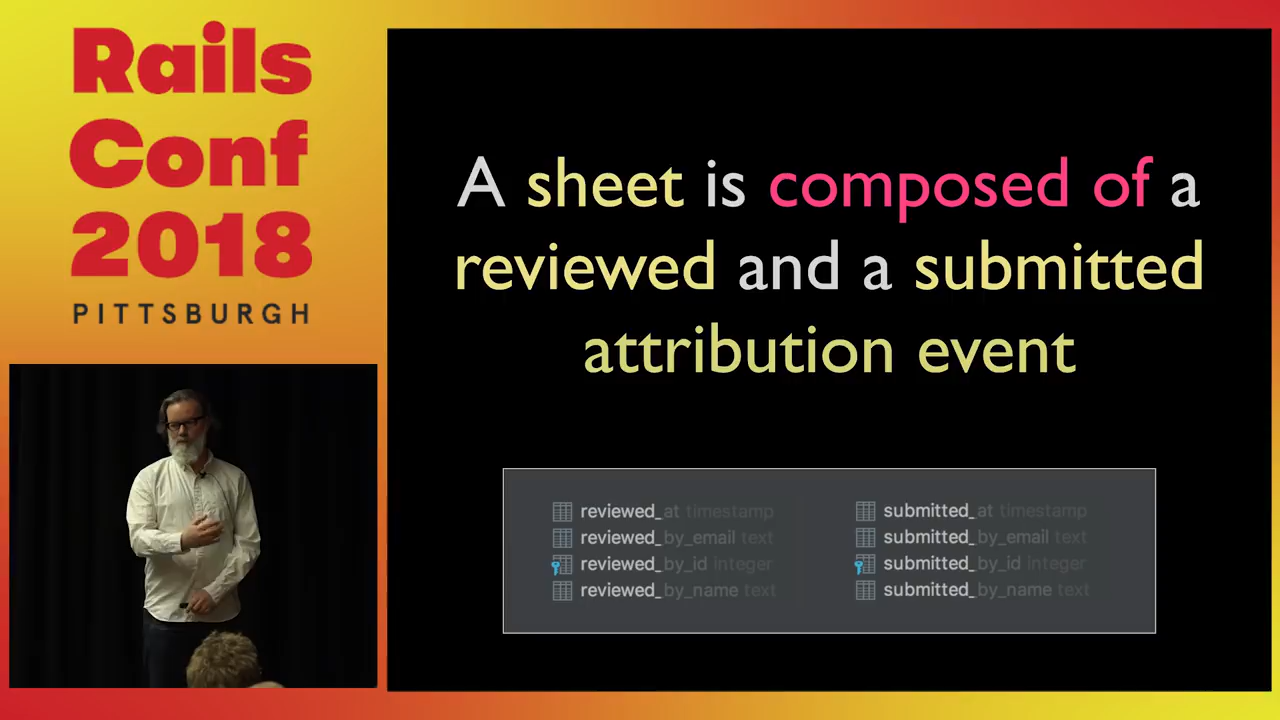 Rails
Conf
2018
PITTSBURGH
A sheet is composed of a
reviewed and a submitted
attribution event
reviewed_at timestamp
reviewed_by_email text
reviewed_by_id integer
reviewed_by_name text
submitted_at timestamp
submitted_by_email text
submitted_by_id integer
submitted_by_name text